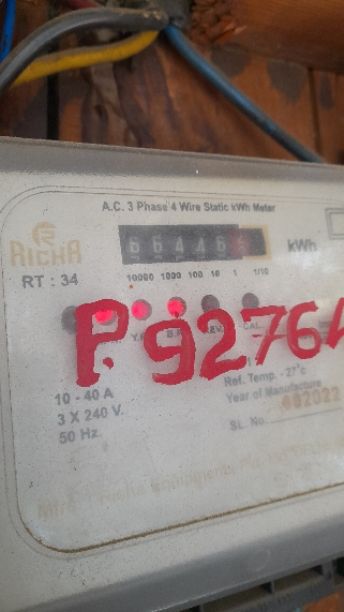 A.C. 3 Phase 4 Wire Static kWh Meter
RICHA
66446
kWh
RT : 34
10000 1000 100 10 1 1/10
CAL.
P 92764
10 - 40 A
3 X 240 V.
50 Hz.
Ref. Temp. - 27°c
Year of Manufacture
SL. No.